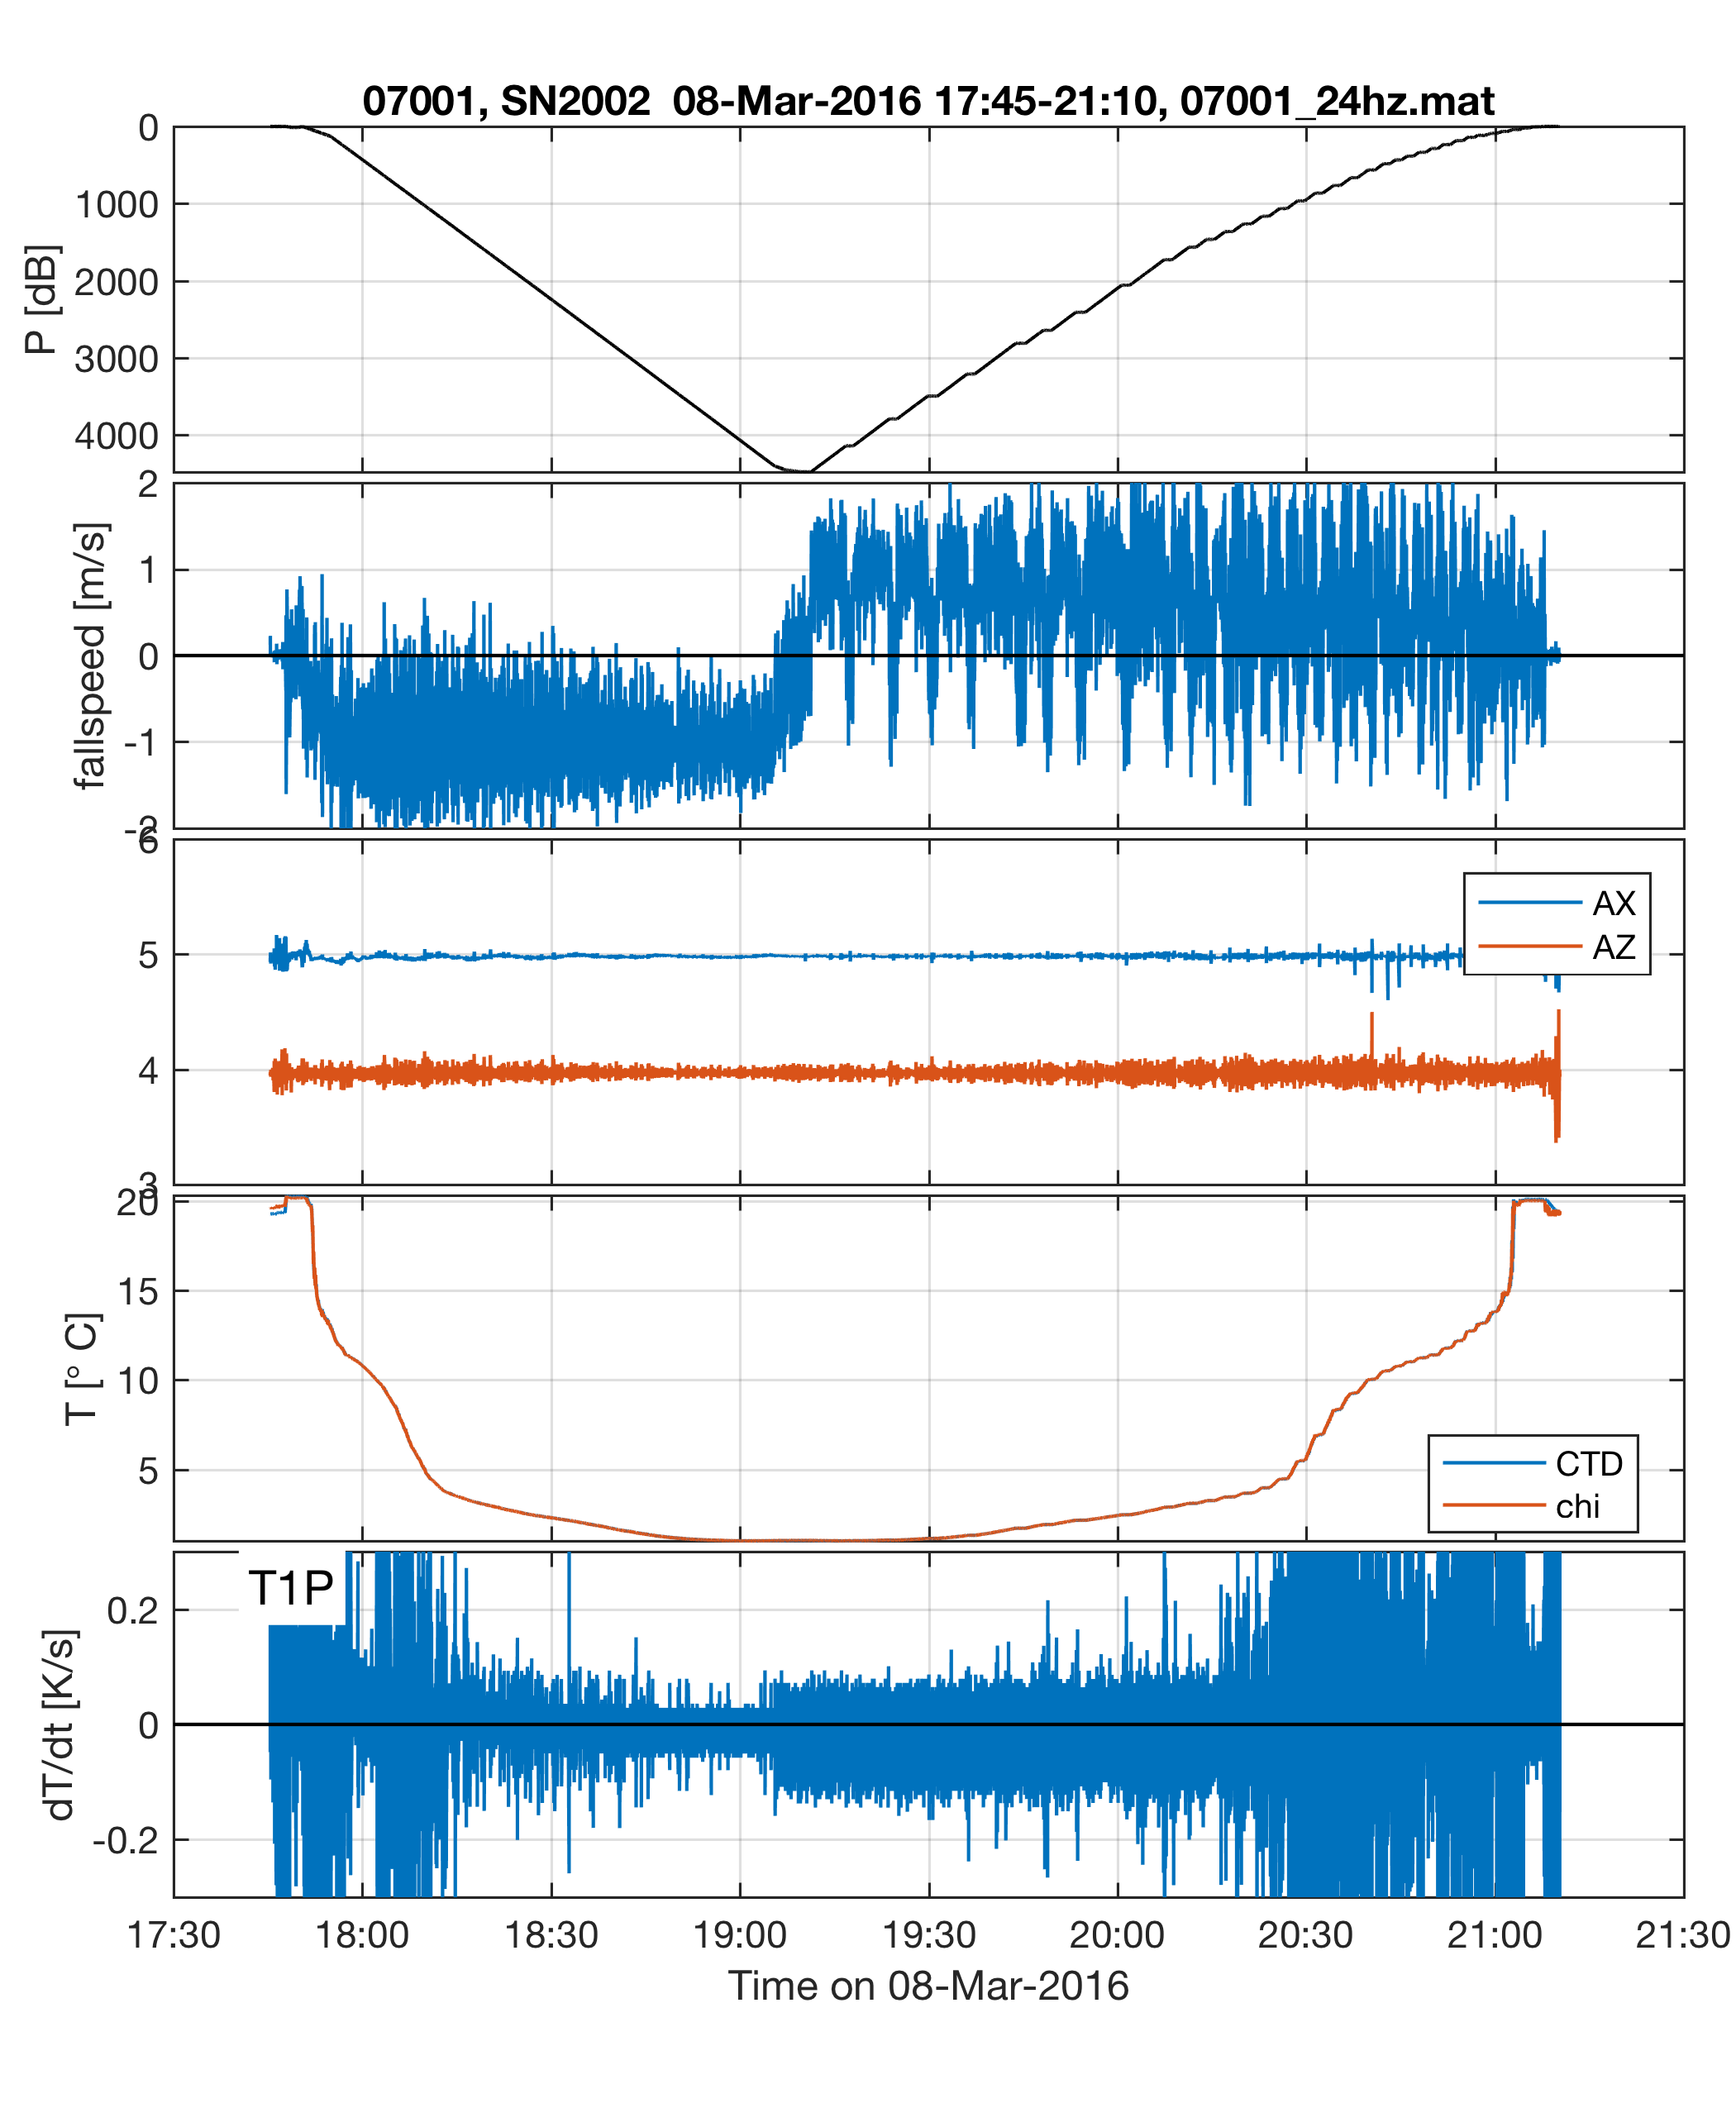 07001, SN2002  08-Mar-2016 17:45-21:10, 07001_24hz.mat
0
1000
2000
3000
4000
P [dB]
2
1
0
-1
-2
fallspeed [m/s]
6
5
4
3
AX
AZ
20
15
10
5
T [° C]
CTD
chi
T1P
0.2
0
-0.2
dT/dt [K/s]
17:30 18:00 18:30 19:00 19:30 20:00 20:30 21:00 21:30
Time on 08-Mar-2016